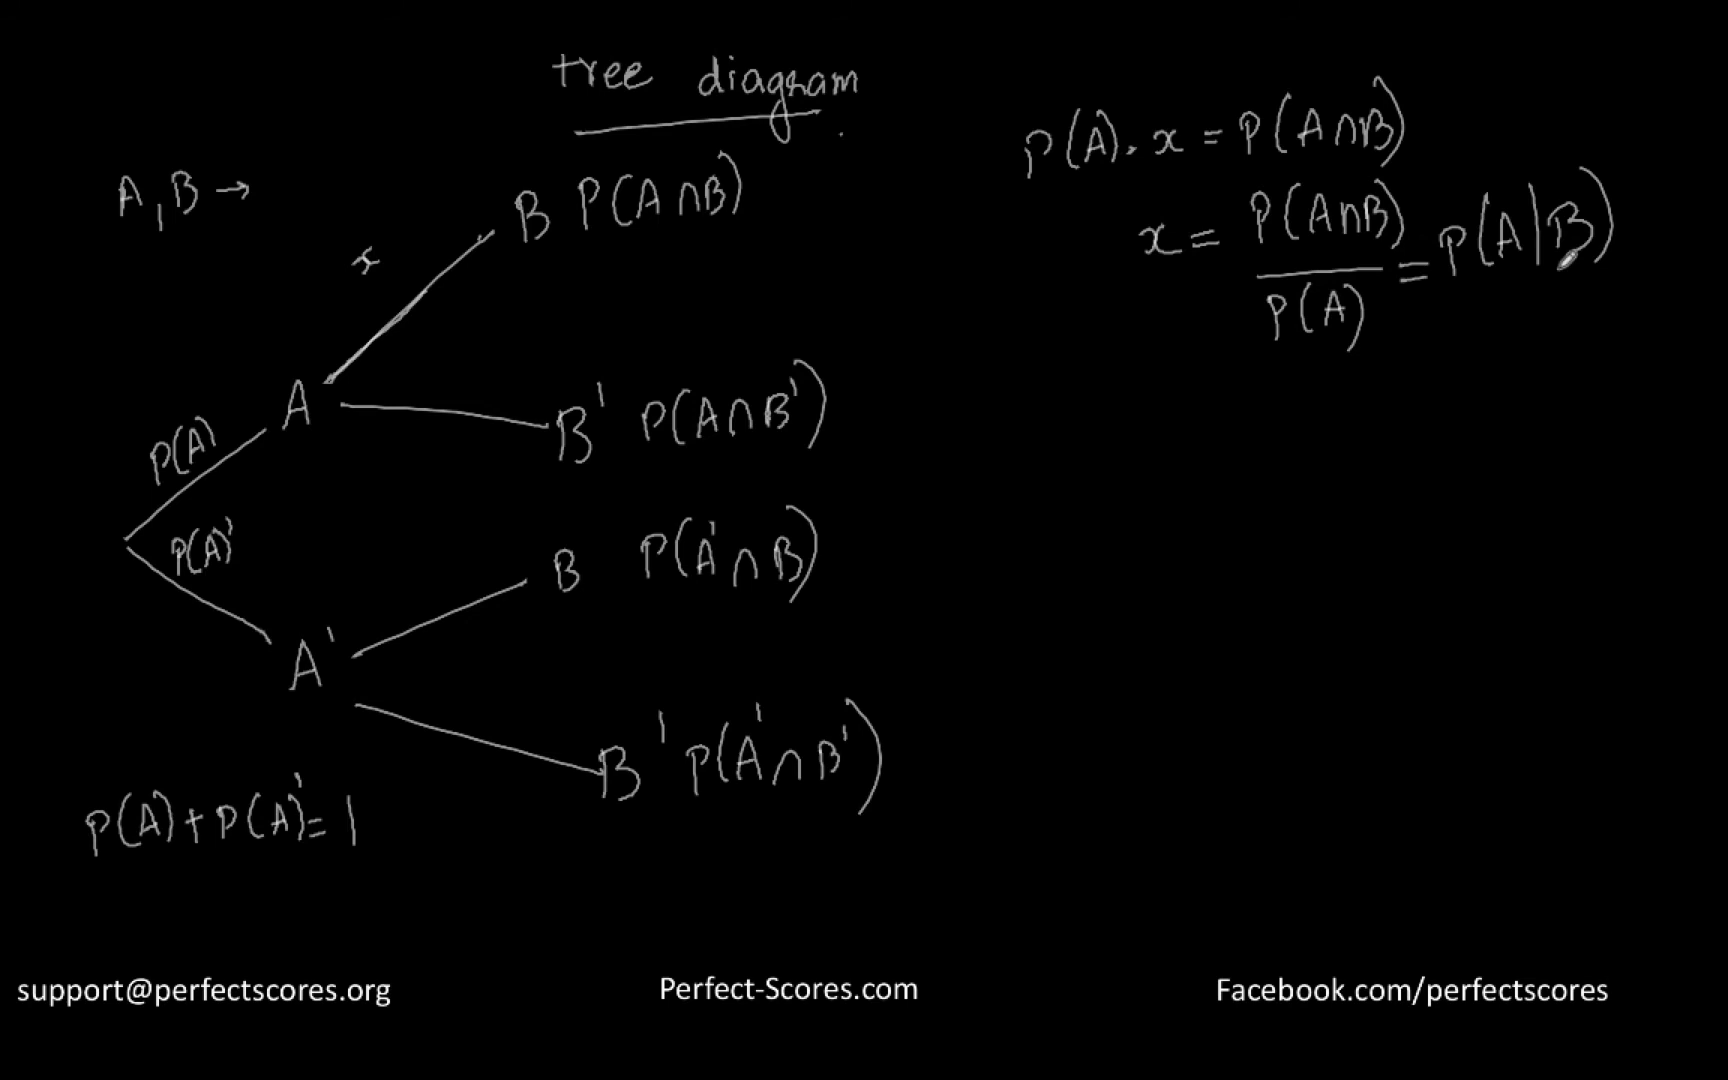 tree diagram
A, B →
P(A) . x = P(A∩B)
x = P(A∩B) / P(A) = P(A|B)
x
B P(A∩B)
P(A)
A
B' P(A∩B')
P(A)'
B P(A'∩B)
A'
B' P(A'∩B')
P(A) + P(A)' = 1
support@perfectscores.org
Perfect-Scores.com
Facebook.com/perfectscores